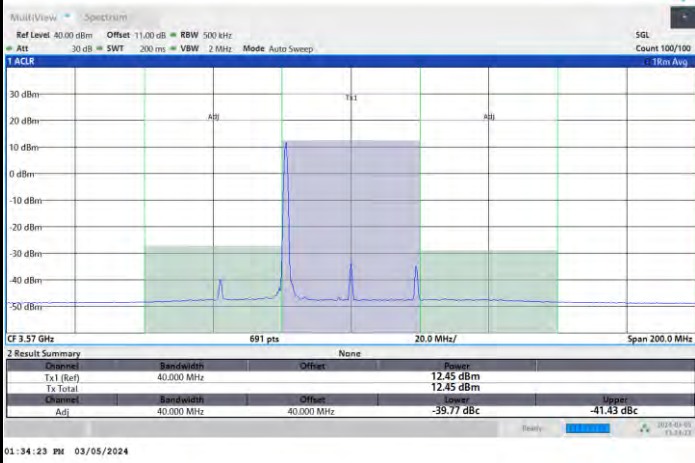 MultiView Spectrum
Ref Level 40.00 dBm Offset 11.00 dB RBW 500 kHz SGL
Att 30 dB SWT 200 ms VBW 2 MHz Mode Auto Sweep Count 100/100
1 ACLR 1Rm Avg
30 dBm
Tx1
20 dBm
Adj Adj
10 dBm
0 dBm
-10 dBm
-20 dBm
-30 dBm
-40 dBm
-50 dBm
CF 3.57 GHz 691 pts 20.0 MHz/ Span 200.0 MHz
2 Result Summary None
Channel Bandwidth Offset Power
Tx1 (Ref) 40.000 MHz 12.45 dBm
Tx Total 12.45 dBm
Channel Bandwidth Offset Lower Upper
Adj 40.000 MHz 40.000 MHz -39.77 dBc -41.43 dBc
Ready 2024-03-05
13:34:23
01:34:23 PM 03/05/2024